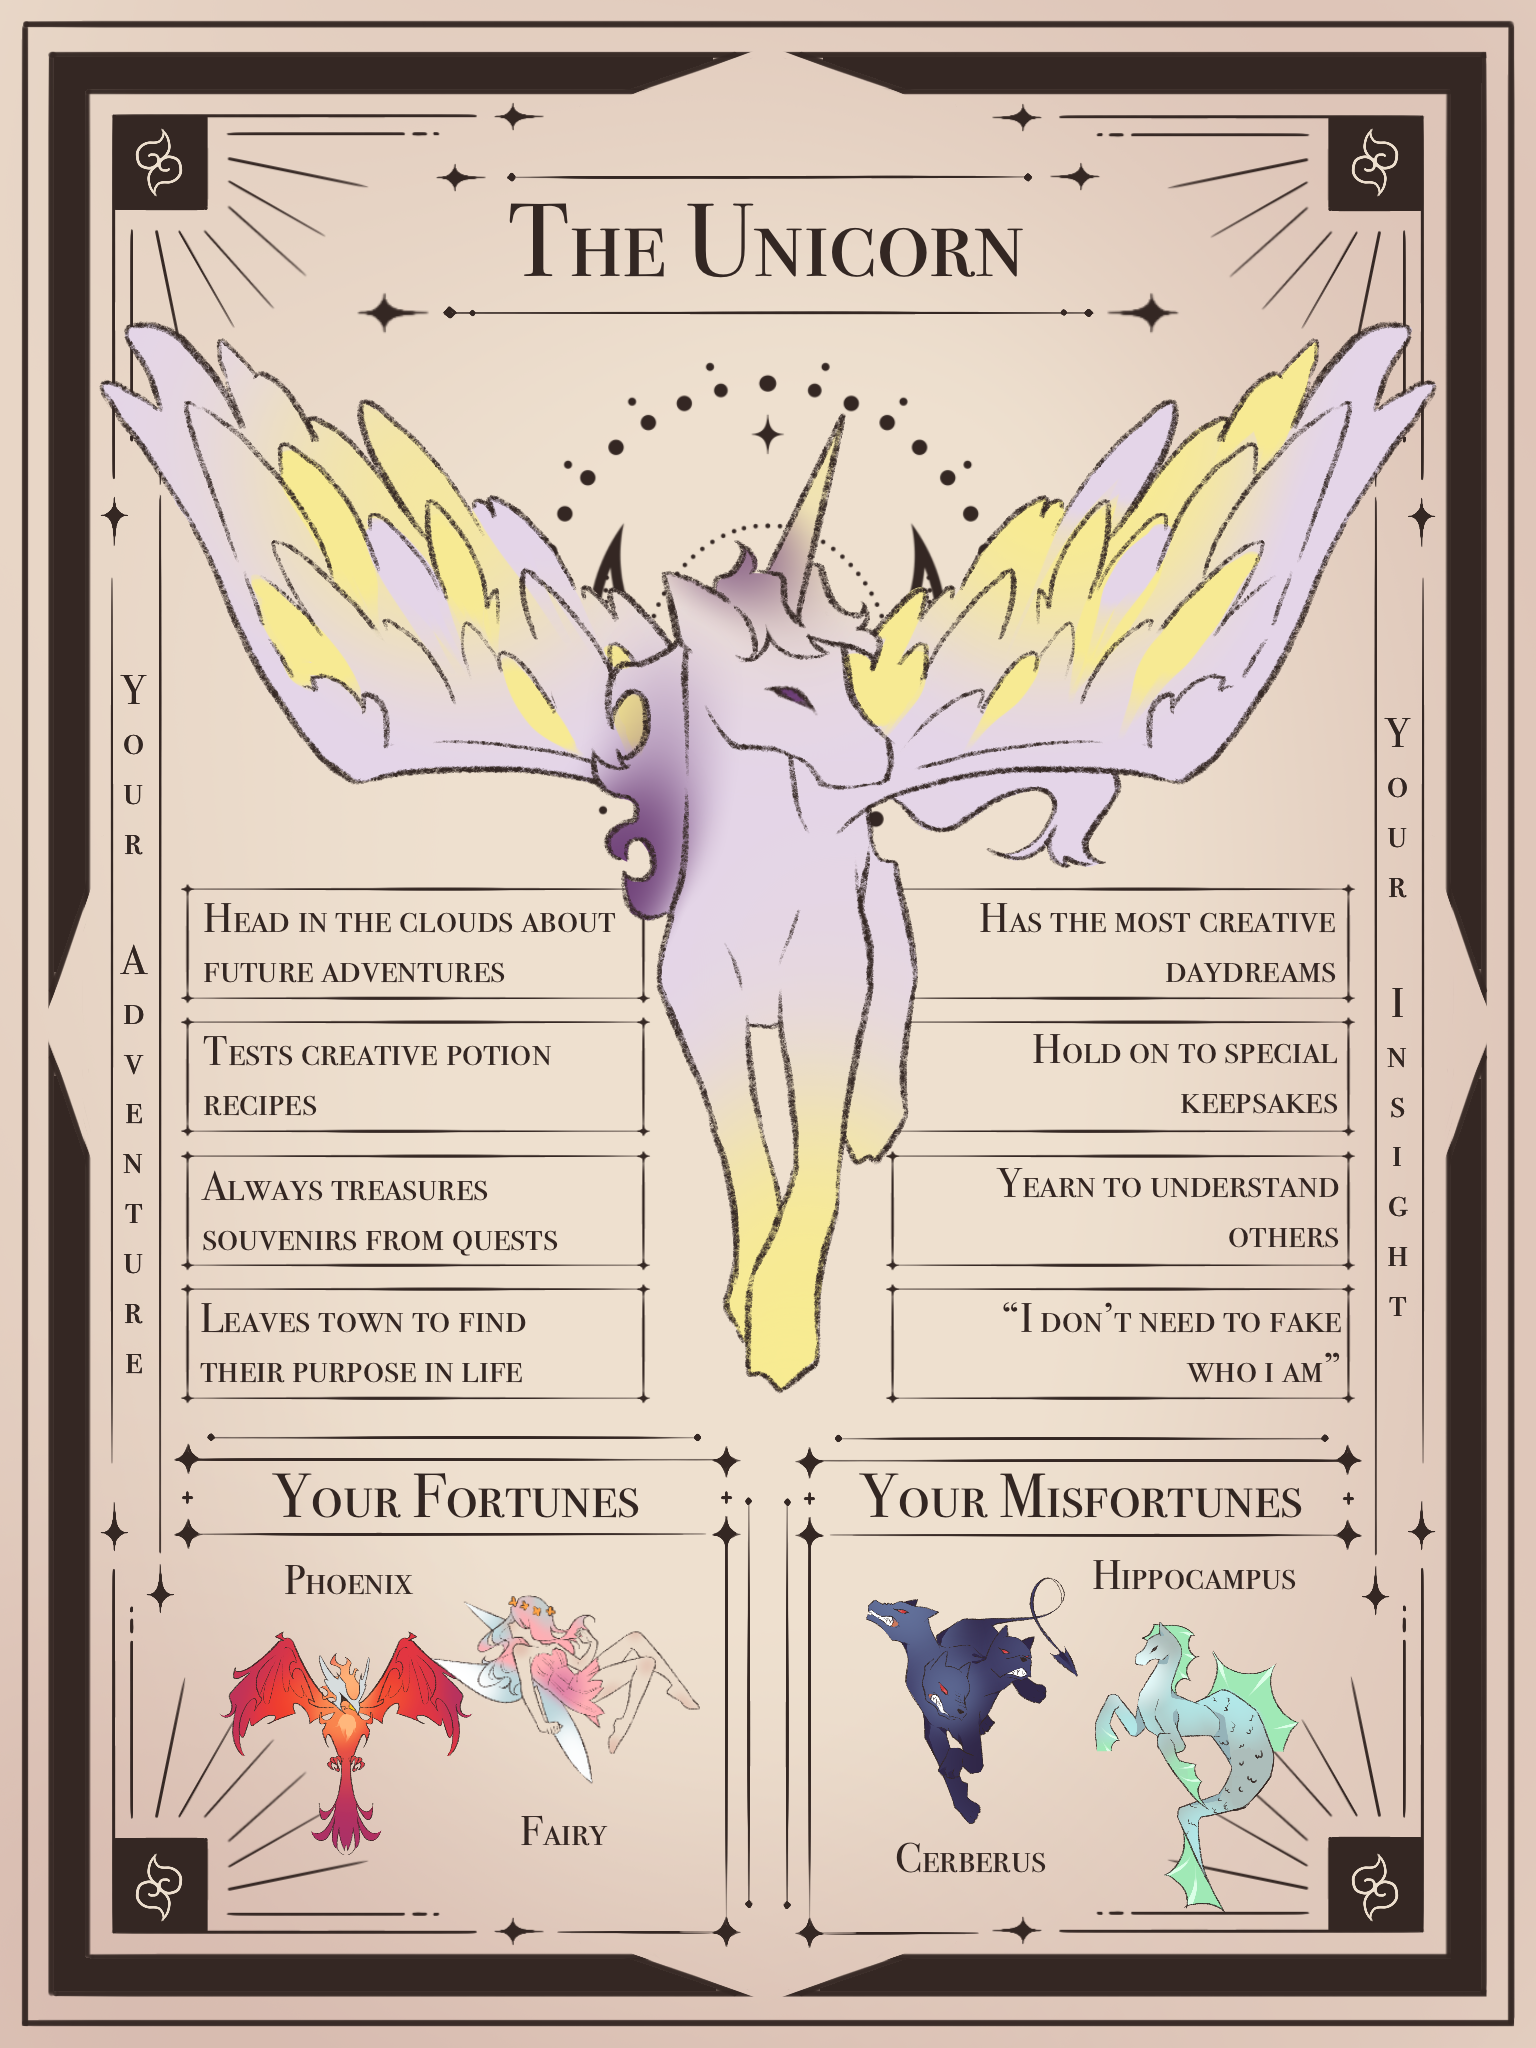 The Unicorn
Your Adventure
Head in the clouds about
future adventures
Tests creative potion
recipes
Always treasures
souvenirs from quests
Leaves town to find
their purpose in life
Your Insight
Has the most creative
daydreams
Hold on to special
keepsakes
Yearn to understand
others
“I don’t need to fake
who i am”
Your Fortunes
Phoenix
Fairy
Your Misfortunes
Hippocampus
Cerberus